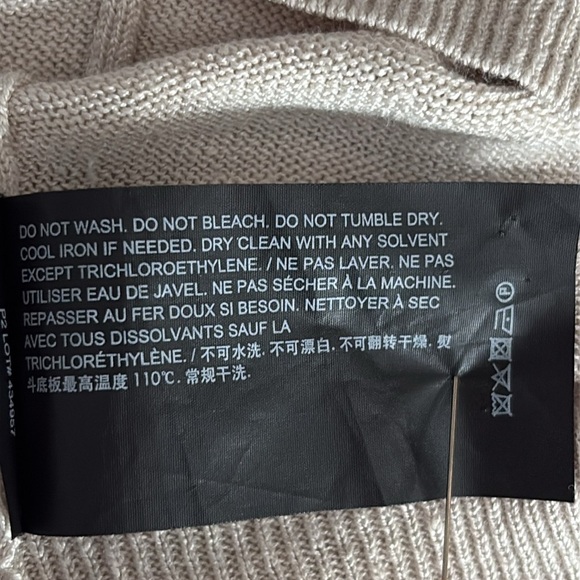 DO NOT WASH. DO NOT BLEACH. DO NOT TUMBLE DRY.
COOL IRON IF NEEDED. DRY CLEAN WITH ANY SOLVENT
EXCEPT TRICHLOROETHYLENE. / NE PAS LAVER. NE PAS
UTILISER EAU DE JAVEL. NE PAS SÉCHER À LA MACHINE.
REPASSER AU FER DOUX SI BESOIN. NETTOYER À SEC
AVEC TOUS DISSOLVANTS SAUF LA
TRICHLORÉTHYLÈNE. / 不可水洗. 不可漂白. 不可翻转干燥. 熨
斗底板最高温度 110℃. 常规干洗.
P2 LOT# 434957
P